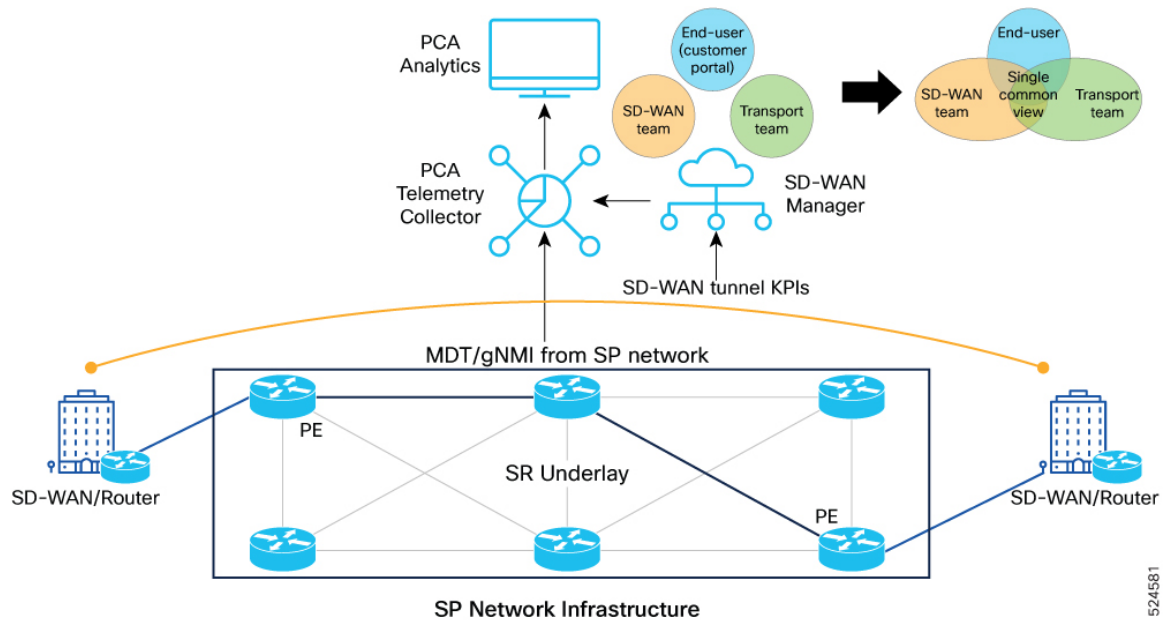 PCA
Analytics
End-user
(customer
portal)
SD-WAN
team
Transport
team
End-user
SD-WAN
team
Single
common
view
Transport
team
PCA
Telemetry
Collector
SD-WAN
Manager
SD-WAN tunnel KPIs
MDT/gNMI from SP network
PE
SR Underlay
PE
SD-WAN/Router
SD-WAN/Router
SP Network Infrastructure
524581